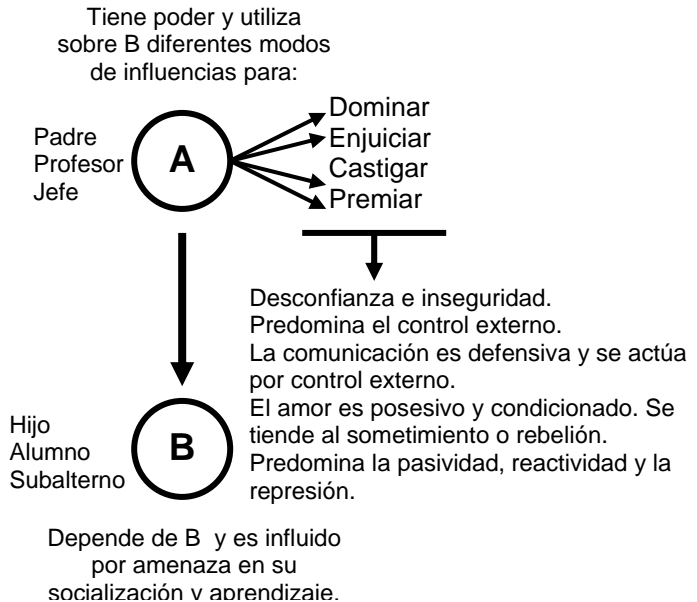 Tiene poder y utiliza
sobre B diferentes modos
de influencias para:
Padre
Profesor
Jefe
A
Dominar
Enjuiciar
Castigar
Premiar
Desconfianza e inseguridad.
Predomina el control externo.
La comunicación es defensiva y se actúa
por control externo.
El amor es posesivo y condicionado. Se
tiende al sometimiento o rebelión.
Predomina la pasividad, reactividad y la
represión.
Hijo
Alumno
Subalterno
B
Depende de B y es influido
por amenaza en su
socialización y aprendizaje.